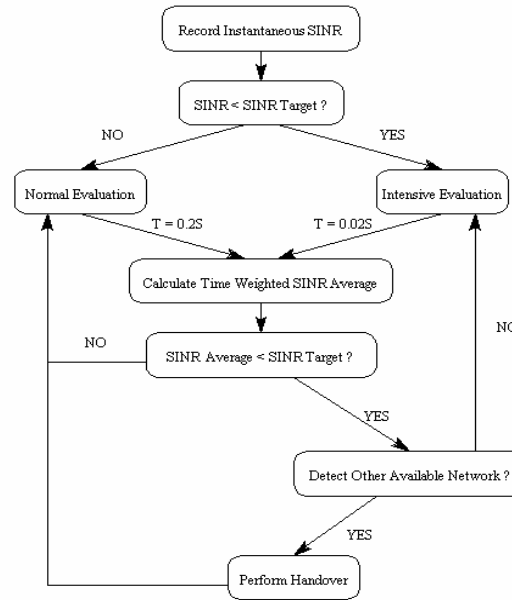 Record Instantaneous SINR
SINR < SINR Target ?
NO
YES
Normal Evaluation
Intensive Evaluation
T = 0.2S
T = 0.02S
Calculate Time Weighted SINR Average
NO
NO
SINR Average < SINR Target ?
YES
Detect Other Available Network ?
YES
Perform Handover